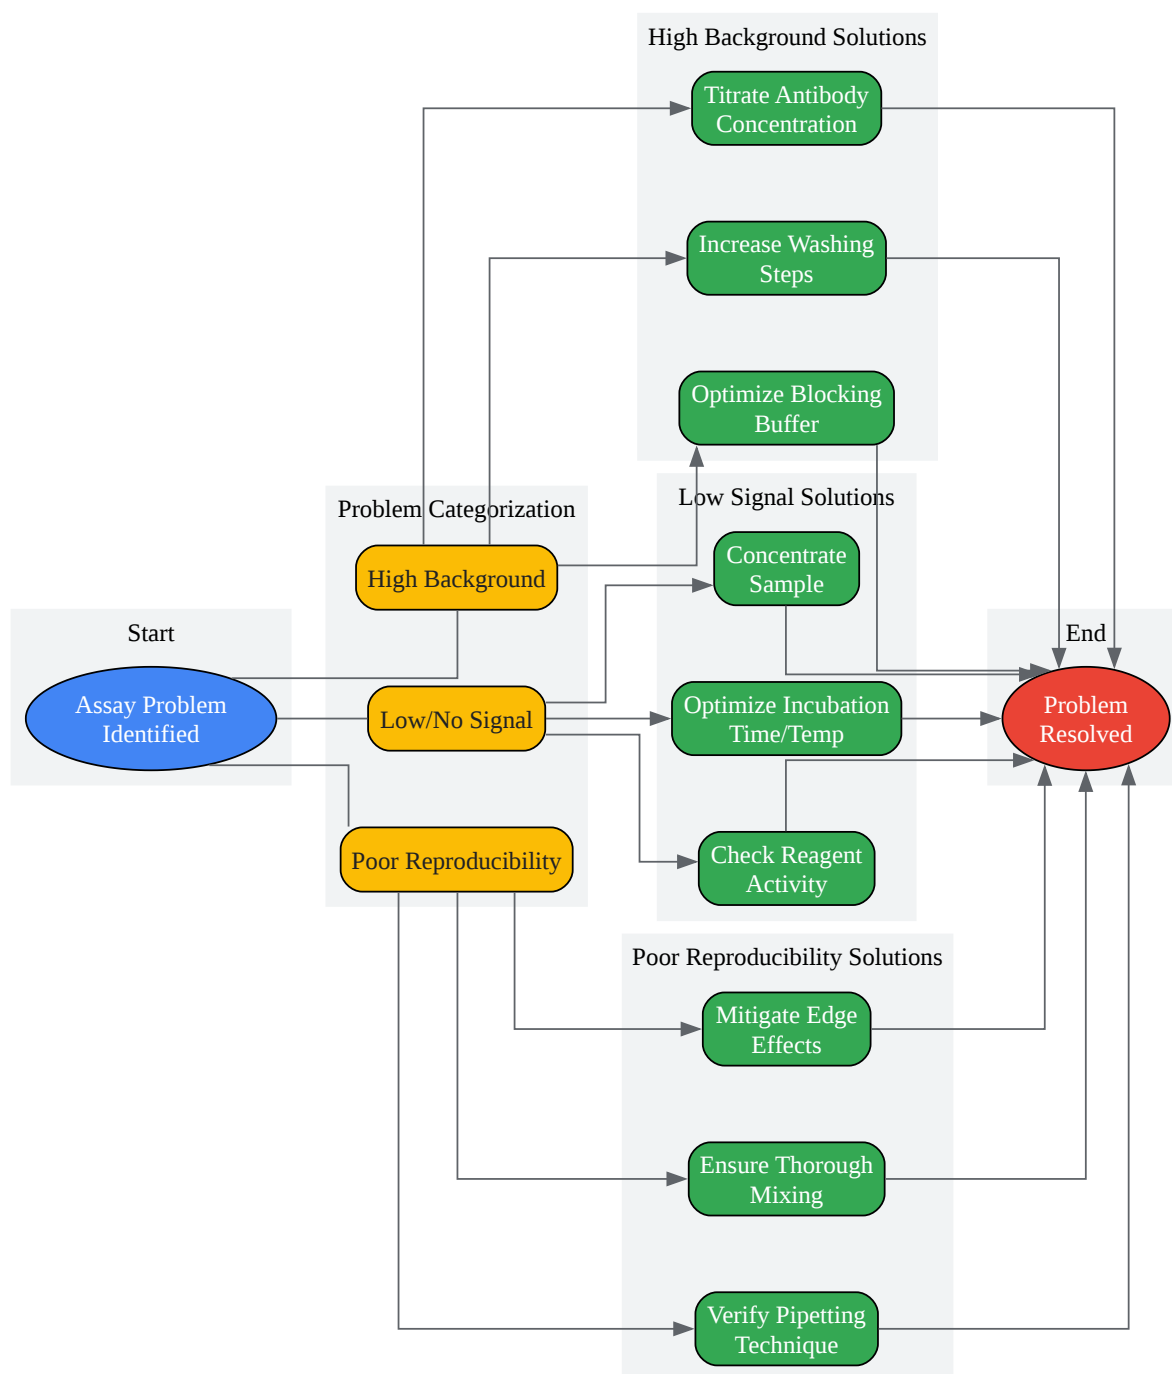 High Background Solutions
Titrate Antibody
Concentration
Increase Washing
Steps
Optimize Blocking
Buffer
Problem Categorization
High Background
Low/No Signal
Poor Reproducibility
Low Signal Solutions
Concentrate
Sample
Optimize Incubation
Time/Temp
Check Reagent
Activity
Start
Assay Problem
Identified
End
Problem
Resolved
Poor Reproducibility Solutions
Mitigate Edge
Effects
Ensure Thorough
Mixing
Verify Pipetting
Technique